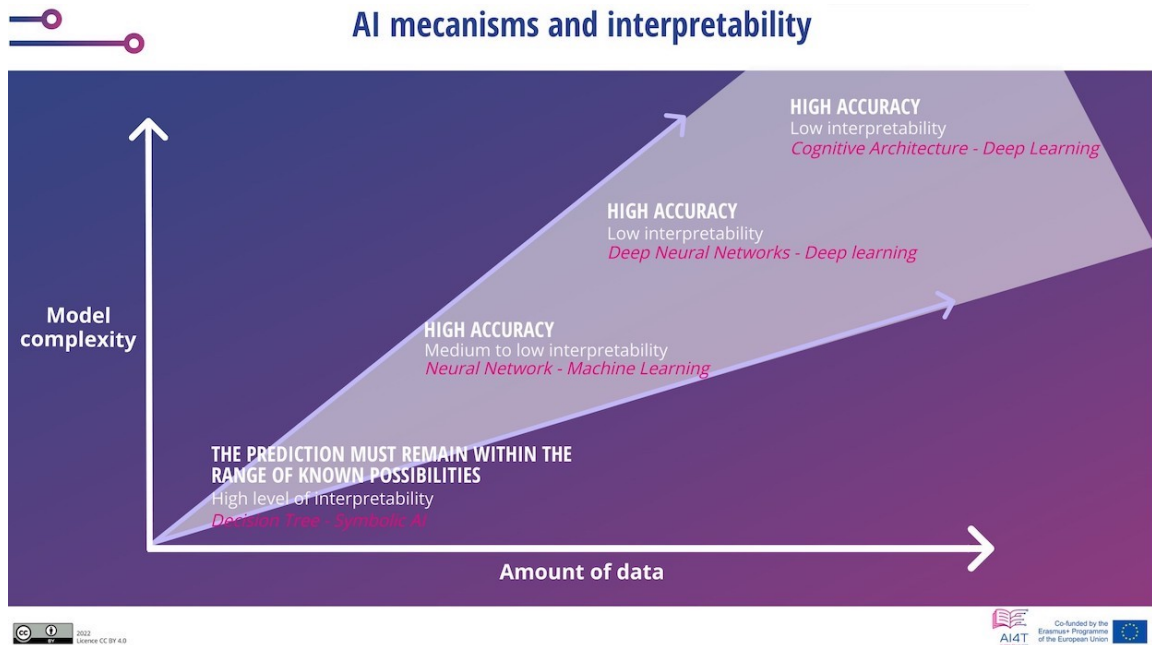 AI mecanisms and interpretability
HIGH ACCURACY
Low interpretability
Cognitive Architecture - Deep Learning
HIGH ACCURACY
Low interpretability
Deep Neural Networks - Deep learning
HIGH ACCURACY
Medium to low interpretability
Neural Network - Machine Learning
Model
complexity
THE PREDICTION MUST REMAIN WITHIN THE
RANGE OF KNOWN POSSIBILITIES
High level of interpretability
Decision Tree - Symbolic AI
Amount of data
cc
BY
2022
Licence CC BY 4.0
AI4T
Co-funded by the
Erasmus+ Programme
of the European Union